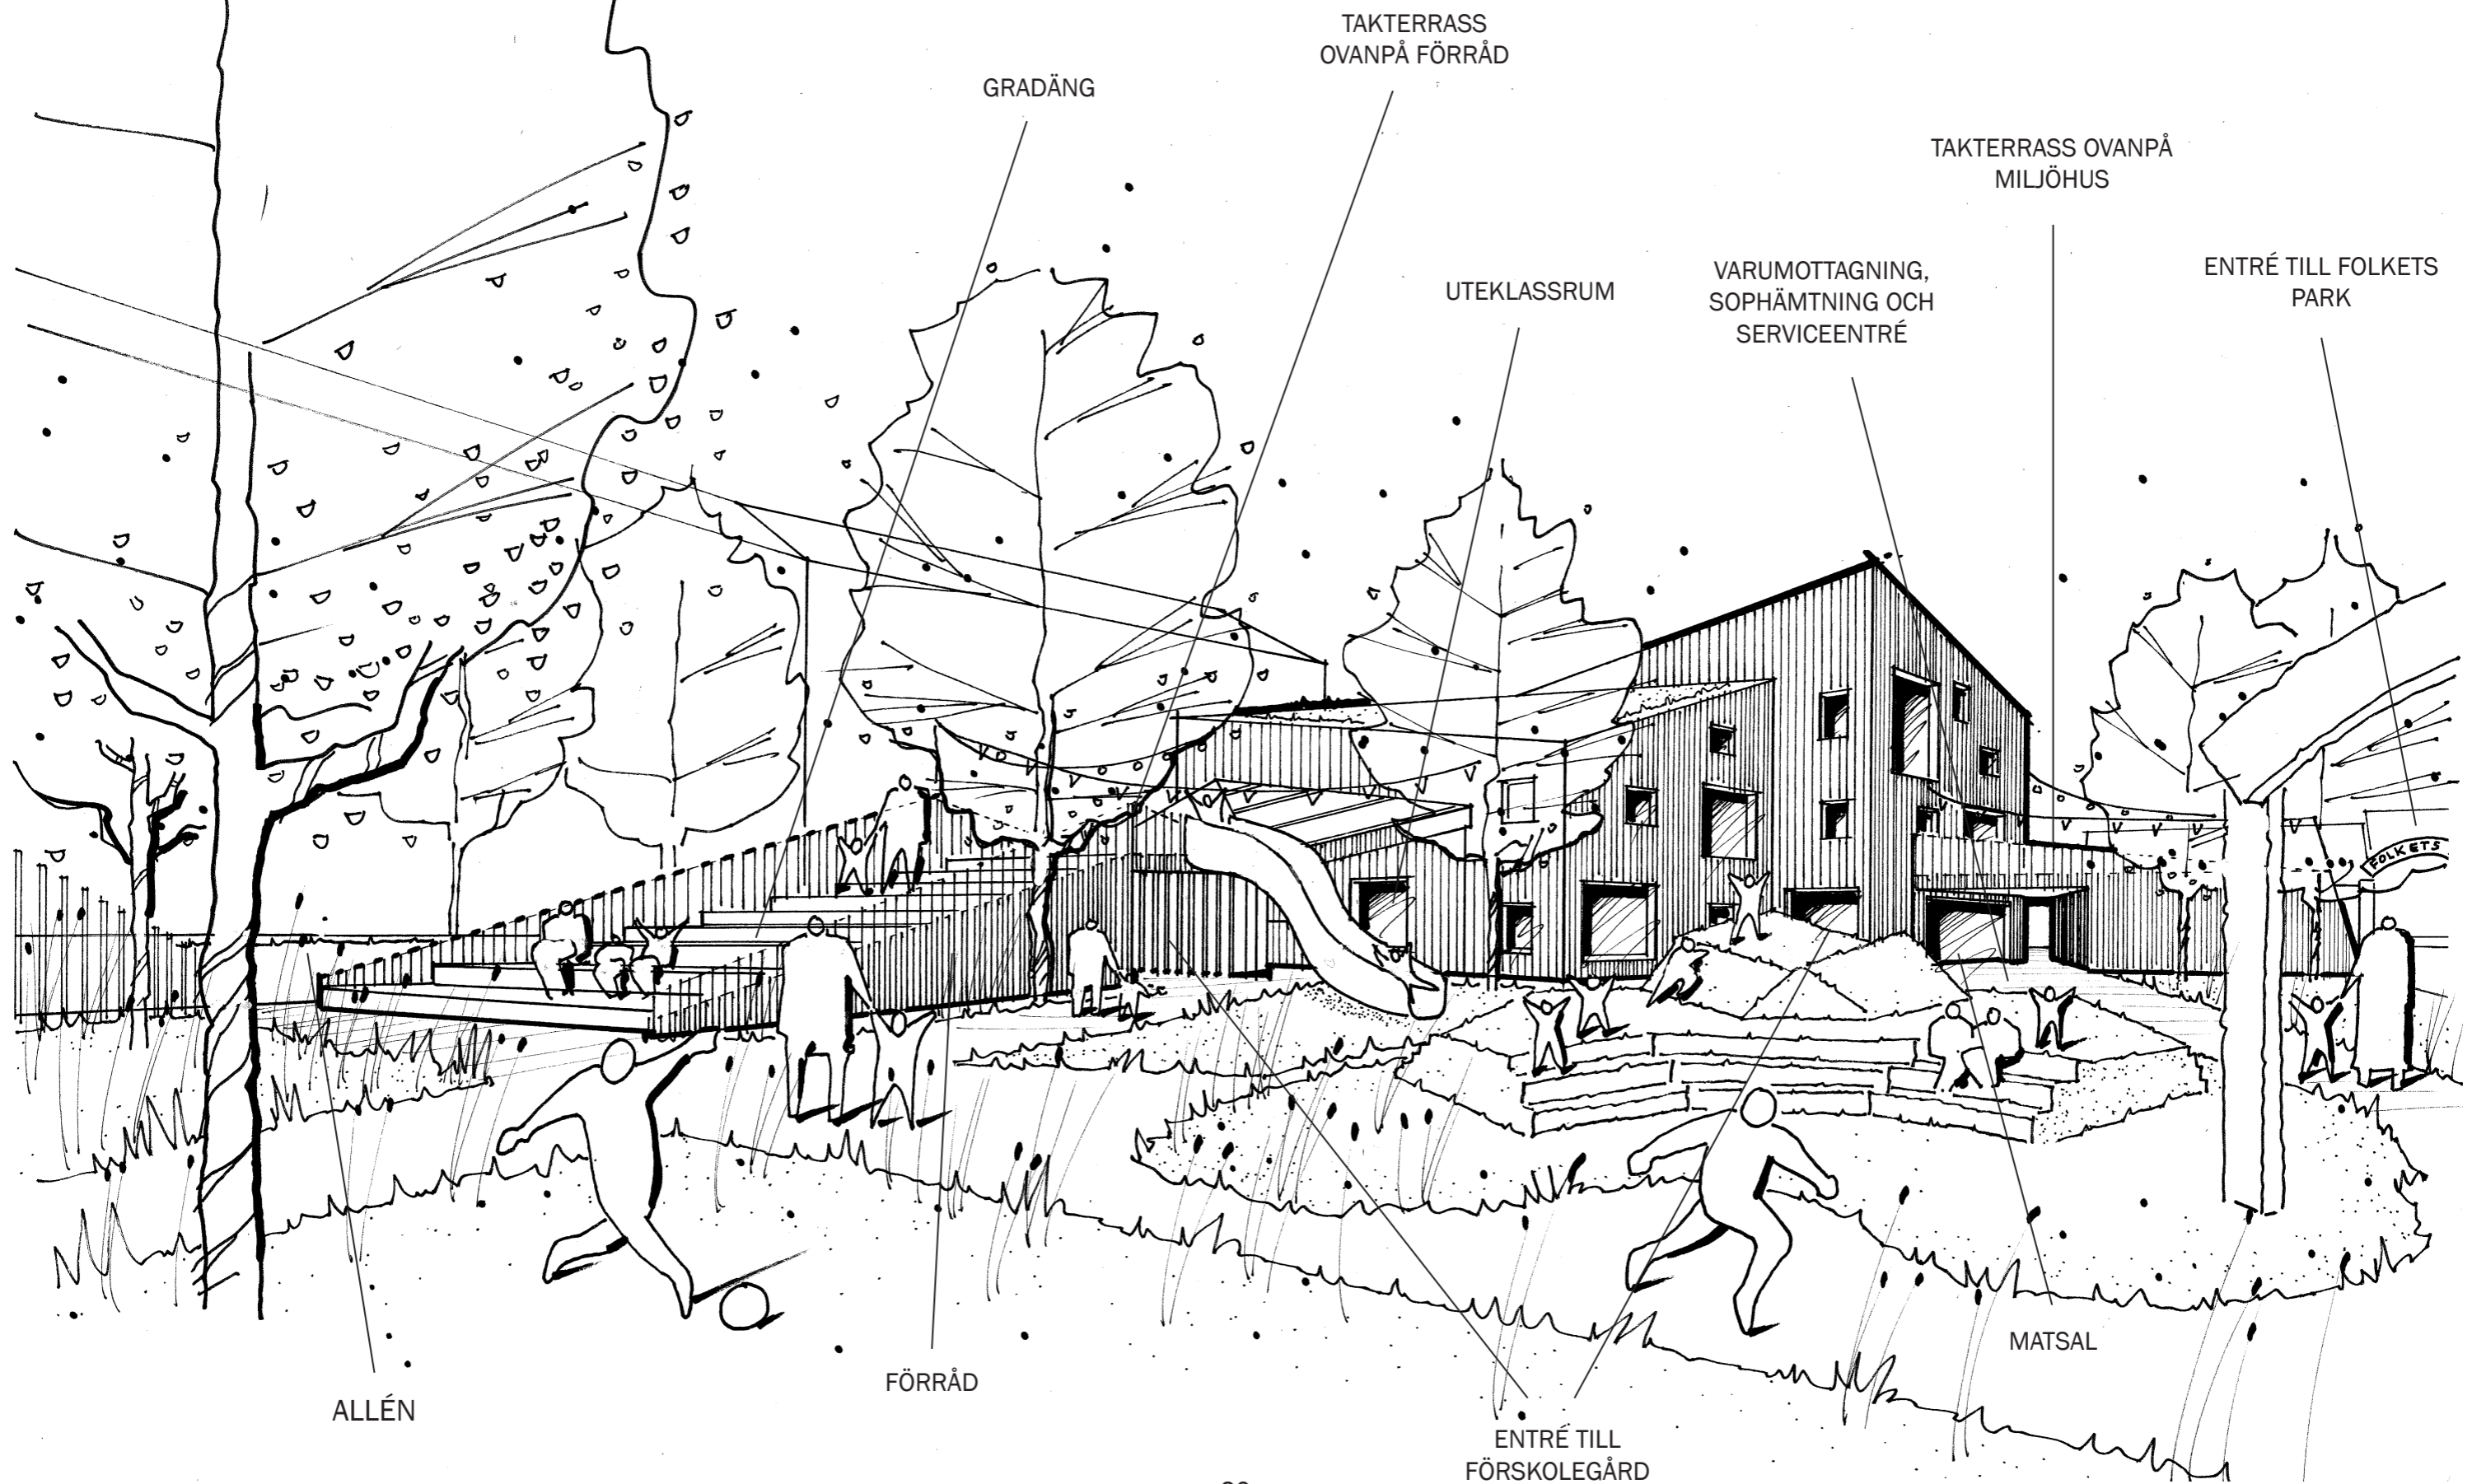 TAKTERRASS
OVANPÅ FÖRRÅD
GRADÄNG
TAKTERRASS OVANPÅ
MILJÖHUS
UTEKLASSRUM
VARUMOTTAGNING,
SOPHÄMTNING OCH
SERVICEENTRÉ
ENTRÉ TILL FOLKETS
PARK
FOLKETS
ALLÉN
FÖRRÅD
MATSAL
ENTRÉ TILL
FÖRSKOLEGÅRD